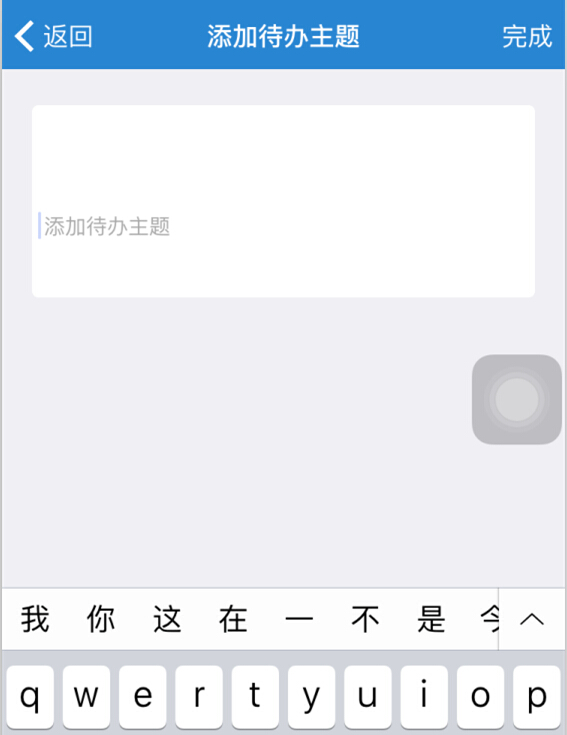 返回 添加待办主题 完成
添加待办主题
我 你 这 在 一 不 是 今
q w e r t y u i o p